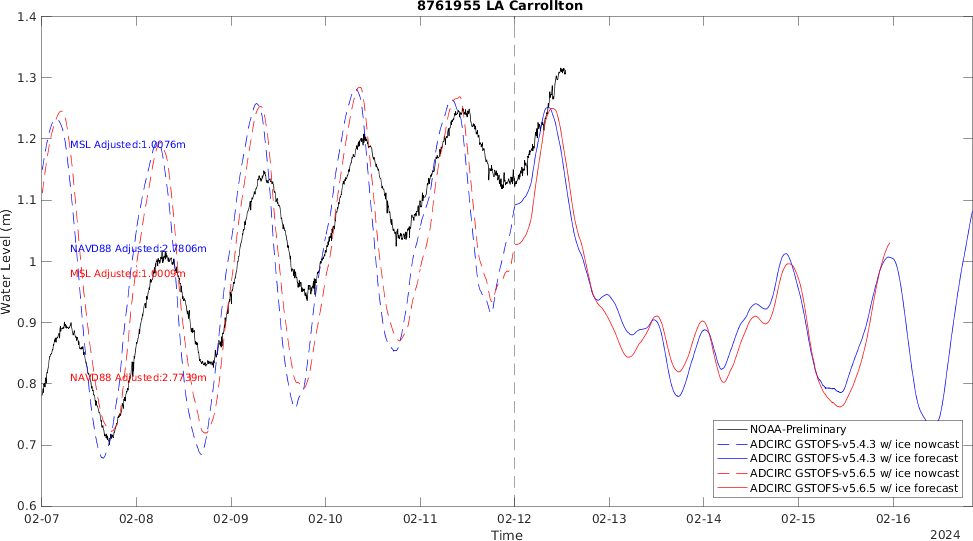 8761955 LA Carrollton
1.4
1.3
1.2
1.1
1
0.9
0.8
0.7
0.6
Water Level (m)
MSL Adjusted:1.0076m
NAVD88 Adjusted:2.7806m
MSL Adjusted:1.0009m
NAVD88 Adjusted:2.7739m
NOAA-Preliminary
ADCIRC GSTOFS-v5.4.3 w/ ice nowcast
ADCIRC GSTOFS-v5.4.3 w/ ice forecast
ADCIRC GSTOFS-v5.6.5 w/ ice nowcast
ADCIRC GSTOFS-v5.6.5 w/ ice forecast
02-07 02-08 02-09 02-10 02-11 02-12 02-13 02-14 02-15 02-16
Time
2024